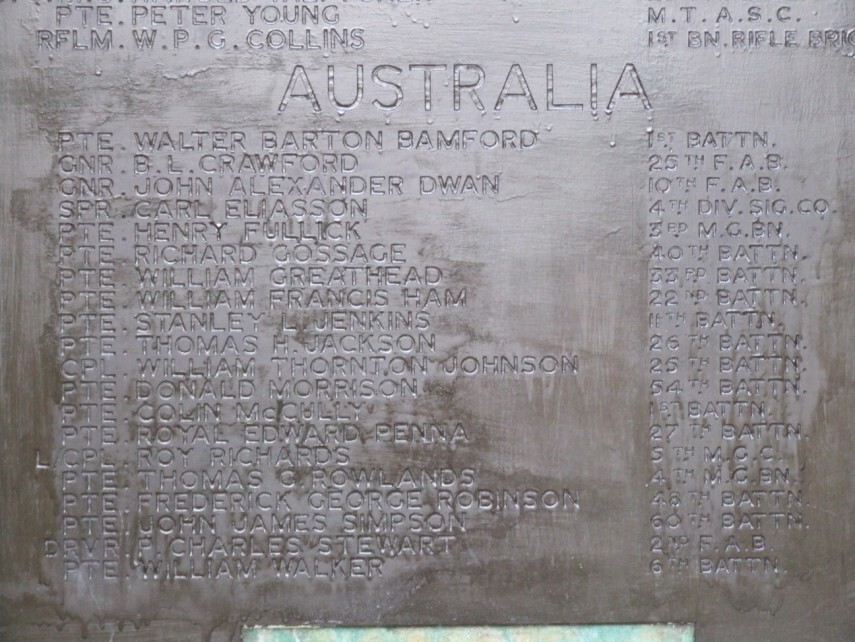 PTE. PETER YOUNG M.T. A.S.C.
RFLM. W.P.G. COLLINS 1ST BN. RIFLE BRIG
AUSTRALIA
PTE. WALTER BARTON BAMFORD 1ST BATTN.
GNR. B.L. CRAWFORD 25TH F.A.B.
GNR. JOHN ALEXANDER DWAN 10TH F.A.B.
SPR. CARL ELIASSON 4TH DIV. SIG. CO.
PTE. HENRY FULLICK 3RD M.G. BN.
PTE. RICHARD GOSSAGE 40TH BATTN.
PTE. WILLIAM GREATHEAD 33RD BATTN.
PTE. WILLIAM FRANCIS HAM 22ND BATTN.
PTE. STANLEY L. JENKINS 11TH BATTN.
PTE. THOMAS H. JACKSON 26TH BATTN.
CPL. WILLIAM THORNTON JOHNSON 25TH BATTN.
PTE. DONALD MORRISON 54TH BATTN.
PTE. COLIN McCULLY 1ST BATTN.
PTE. ROYAL EDWARD PENNA 27TH BATTN.
L/CPL. ROY RICHARDS 5TH M.G.C.
PTE. THOMAS G. ROWLANDS 4TH M.G. BN.
PTE. FREDERICK GEORGE ROBINSON 48TH BATTN.
PTE. JOHN JAMES SIMPSON 60TH BATTN.
DRVR. P. CHARLES STEWART 2ND F.A.B.
PTE. WILLIAM WALKER 6TH BATTN.